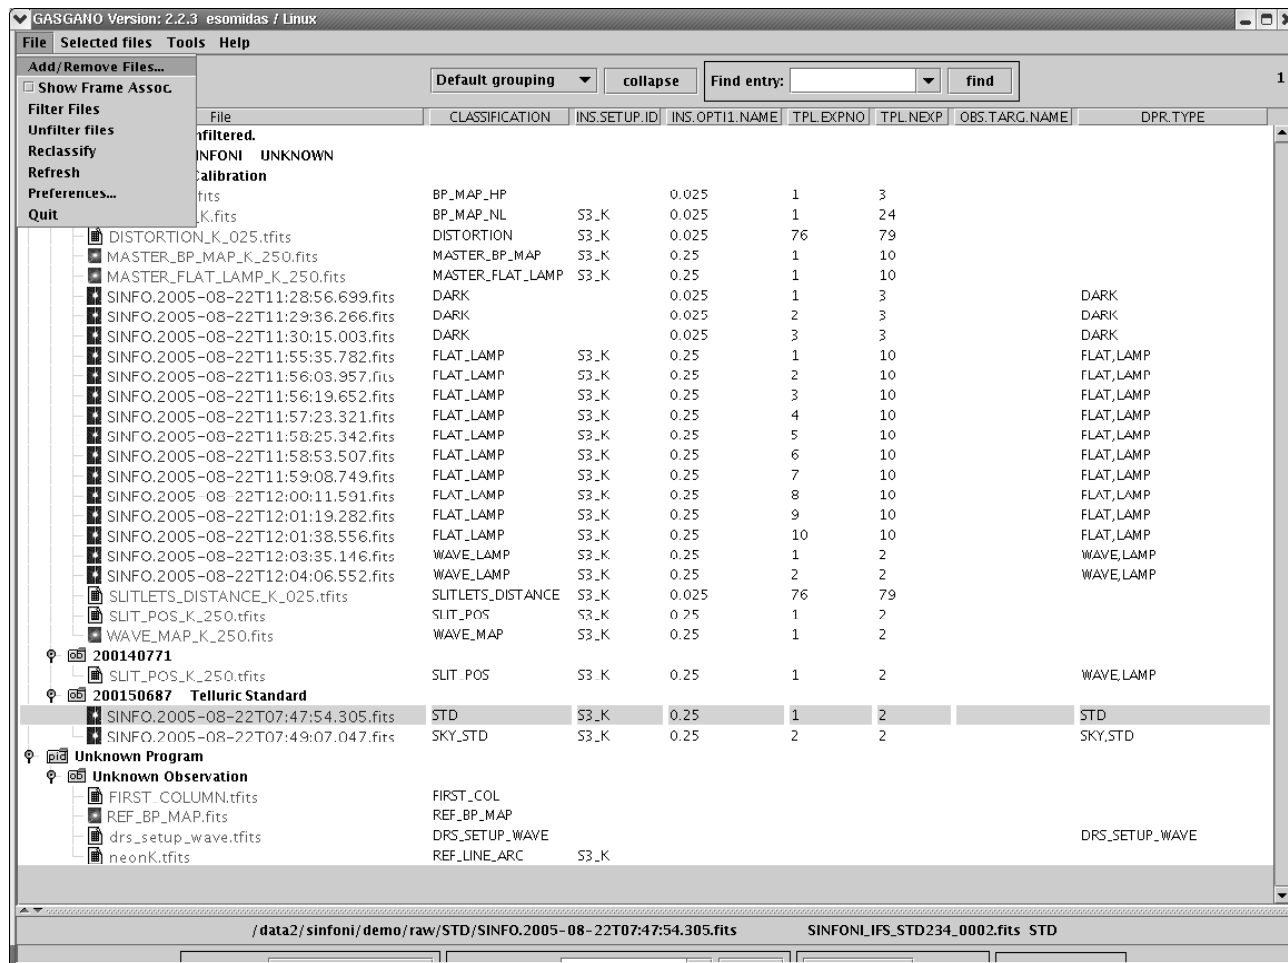 GASGANO Version: 2.2.3 esomidas / Linux
File Selected files Tools Help
Add/Remove Files...
Show Frame Assoc.
Filter Files
Unfilter files
Reclassify
Refresh
Preferences...
Quit
Default grouping collapse Find entry: find 1
File CLASSIFICATION INS.SETUP.ID INS.OPTI1.NAME TPL.EXPNO TPL.NEXP OBS.TARG.NAME DPR.TYPE
nfiltered.
INFONI UNKNOWN
alibration
fits BP_MAP_HP 0.025 1 3
K.fits BP_MAP_NL S3_K 0.025 1 24
DISTORTION_K_025.tfits DISTORTION S3_K 0.025 76 79
MASTER_BP_MAP_K_250.fits MASTER_BP_MAP S3_K 0.25 1 10
MASTER_FLAT_LAMP_K_250.fits MASTER_FLAT_LAMP S3_K 0.25 1 10
SINFO.2005-08-22T11:28:56.699.fits DARK 0.025 1 3 DARK
SINFO.2005-08-22T11:29:36.266.fits DARK 0.025 2 3 DARK
SINFO.2005-08-22T11:30:15.003.fits DARK 0.025 3 3 DARK
SINFO.2005-08-22T11:55:35.782.fits FLAT_LAMP S3_K 0.25 1 10 FLAT,LAMP
SINFO.2005-08-22T11:56:03.957.fits FLAT_LAMP S3_K 0.25 2 10 FLAT,LAMP
SINFO.2005-08-22T11:56:19.652.fits FLAT_LAMP S3_K 0.25 3 10 FLAT,LAMP
SINFO.2005-08-22T11:57:23.321.fits FLAT_LAMP S3_K 0.25 4 10 FLAT,LAMP
SINFO.2005-08-22T11:58:25.342.fits FLAT_LAMP S3_K 0.25 5 10 FLAT,LAMP
SINFO.2005-08-22T11:58:53.507.fits FLAT_LAMP S3_K 0.25 6 10 FLAT,LAMP
SINFO.2005-08-22T11:59:08.749.fits FLAT_LAMP S3_K 0.25 7 10 FLAT,LAMP
SINFO.2005-08-22T12:00:11.591.fits FLAT_LAMP S3_K 0.25 8 10 FLAT,LAMP
SINFO.2005-08-22T12:01:19.282.fits FLAT_LAMP S3_K 0.25 9 10 FLAT,LAMP
SINFO.2005-08-22T12:01:38.556.fits FLAT_LAMP S3_K 0.25 10 10 FLAT,LAMP
SINFO.2005-08-22T12:03:35.146.fits WAVE_LAMP S3_K 0.25 1 2 WAVE,LAMP
SINFO.2005-08-22T12:04:06.552.fits WAVE_LAMP S3_K 0.25 2 2 WAVE,LAMP
SLITLETS_DISTANCE_K_025.tfits SLITLETS_DISTANCE S3_K 0.025 76 79
SLIT_POS_K_250.tfits SLIT_POS S3_K 0.25 1 2
WAVE_MAP_K_250.fits WAVE_MAP S3_K 0.25 1 2
ob 200140771
SLIT_POS_K_250.tfits SLIT_POS S3_K 0.25 1 2 WAVE,LAMP
ob 200150687 Telluric Standard
SINFO.2005-08-22T07:47:54.305.fits STD S3_K 0.25 1 2 STD
SINFO.2005-08-22T07:49:07.047.fits SKY_STD S3_K 0.25 2 2 SKY,STD
pid Unknown Program
ob Unknown Observation
FIRST_COLUMN.tfits FIRST_COL
REF_BP_MAP.fits REF_BP_MAP
drs_setup_wave.tfits DRS_SETUP_WAVE DRS_SETUP_WAVE
neonK.tfits REF_LINE_ARC S3_K
/data2/sinfoni/demo/raw/STD/SINFO.2005-08-22T07:47:54.305.fits SINFONI_IFS_STD234_0002.fits STD